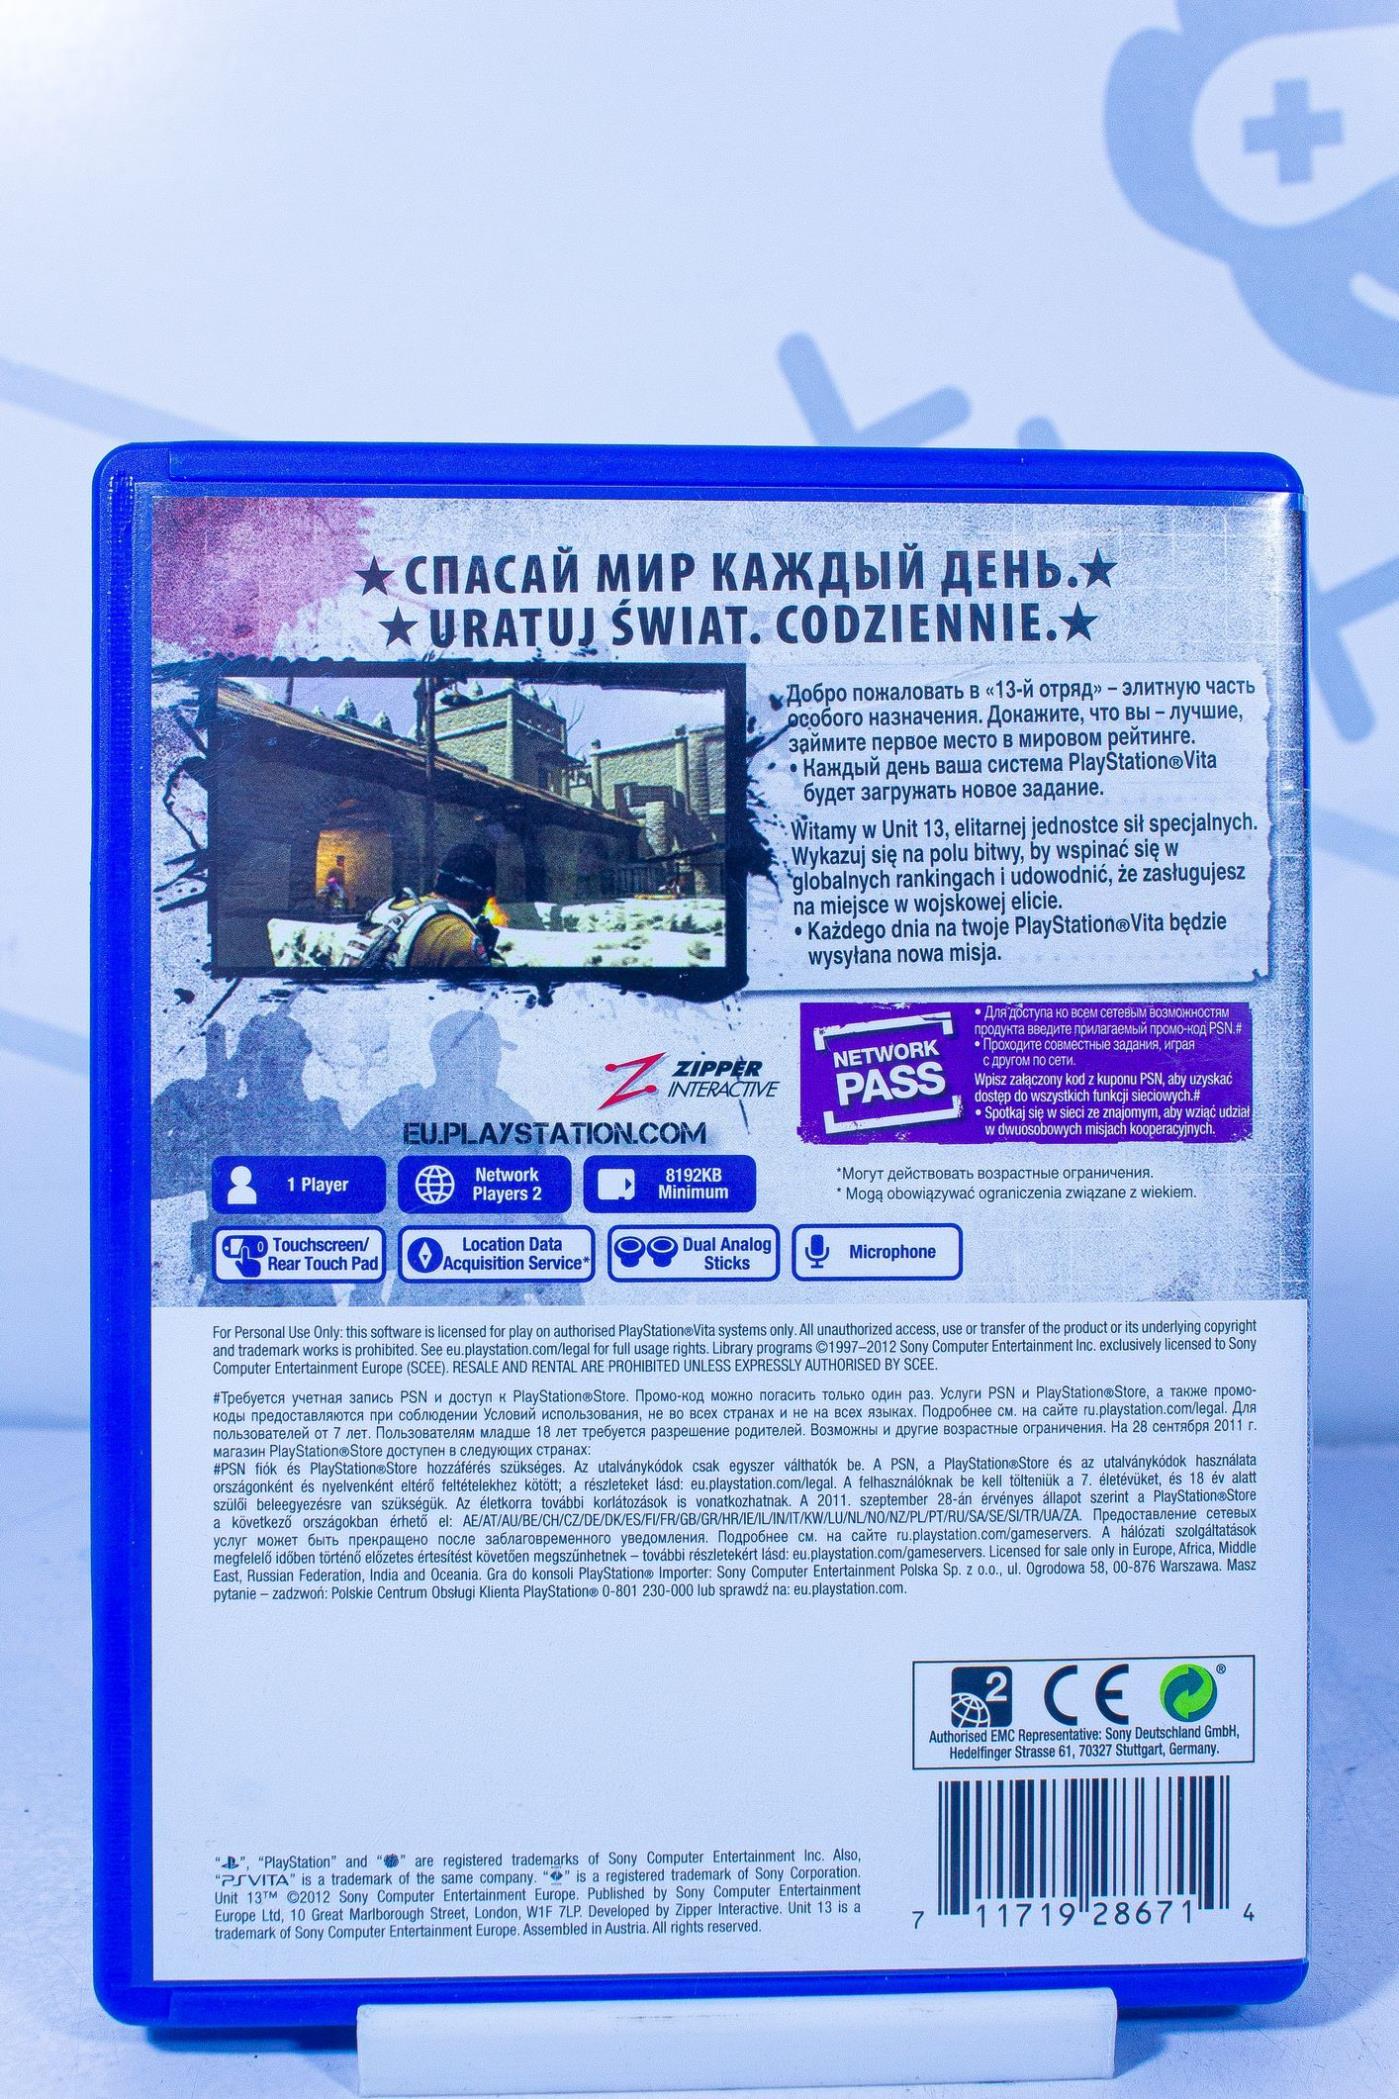 ★СПАСАЙ МИР КАЖДЫЙ ДЕНЬ.★
★URATUJ ŚWIAT. CODZIENNIE.★
Добро пожаловать в «13-й отряд» – элитную часть
особого назначения. Докажите, что вы – лучшие,
займите первое место в мировом рейтинге.
• Каждый день ваша система PlayStation®Vita
будет загружать новое задание.
Witamy w Unit 13, elitarnej jednostce sił specjalnych.
Wykazuj się na polu bitwy, by wspinać się w
globalnych rankingach i udowodnić, że zasługujesz
na miejsce w wojskowej elicie.
• Każdego dnia na twoje PlayStation®Vita będzie
wysyłana nowa misja.
ZIPPER
INTERACTIVE
EU.PLAYSTATION.COM
NETWORK
PASS
• Для доступа ко всем сетевым возможностям
продукта введите прилагаемый промо-код PSN.#
• Проходите совместные задания, играя
с другом по сети.
Wpisz załączony kod z kuponu PSN, aby uzyskać
dostęp do wszystkich funkcji sieciowych.#
• Spotkaj się w sieci ze znajomym, aby wziąć udział
w dwuosobowych misjach kooperacyjnych.
1 Player
Network
Players 2
8192KB
Minimum
*Могут действовать возрастные ограничения.
* Mogą obowiązywać ograniczenia związane z wiekiem.
Touchscreen/
Rear Touch Pad
Location Data
Acquisition Service*
Dual Analog
Sticks
Microphone
For Personal Use Only: this software is licensed for play on authorised PlayStation®Vita systems only. All unauthorized access, use or transfer of the product or its underlying copyright
and trademark works is prohibited. See eu.playstation.com/legal for full usage rights. Library programs ©1997–2012 Sony Computer Entertainment Inc. exclusively licensed to Sony
Computer Entertainment Europe (SCEE). RESALE AND RENTAL ARE PROHIBITED UNLESS EXPRESSLY AUTHORISED BY SCEE.
#Требуется учетная запись PSN и доступ к PlayStation®Store. Промо-код можно погасить только один раз. Услуги PSN и PlayStation®Store, а также промо-
коды предоставляются при соблюдении Условий использования, не во всех странах и не на всех языках. Подробнее см. на сайте ru.playstation.com/legal. Для
пользователей от 7 лет. Пользователям младше 18 лет требуется разрешение родителей. Возможны и другие возрастные ограничения. На 28 сентября 2011 г.
магазин PlayStation®Store доступен в следующих странах:
#PSN fiók és PlayStation®Store hozzáférés szükséges. Az utalványkódok csak egyszer válthatók be. A PSN, a PlayStation®Store és az utalványkódok használata
országonként és nyelvenként eltérő feltételekhez kötött; a részleteket lásd: eu.playstation.com/legal. A felhasználóknak be kell tölteniük a 7. életévüket, és 18 év alatt
szülői beleegyezésre van szükségük. Az életkorra további korlátozások is vonatkozhatnak. A 2011. szeptember 28-án érvényes állapot szerint a PlayStation®Store
a következő országokban érhető el: AE/AT/AU/BE/CH/CZ/DE/DK/ES/FI/FR/GB/GR/HR/IE/IL/IN/IT/KW/LU/NL/NO/NZ/PL/PT/RU/SA/SE/SI/TR/UA/ZA. Предоставление сетевых
услуг может быть прекращено после заблаговременного уведомления. Подробнее см. на сайте ru.playstation.com/gameservers. A hálózati szolgáltatások
megfelelő időben történő előzetes értesítést követően megszűnhetnek – további részletekért lásd: eu.playstation.com/gameservers. Licensed for sale only in Europe, Africa, Middle
East, Russian Federation, India and Oceania. Gra do konsoli PlayStation® Importer: Sony Computer Entertainment Polska Sp. z o.o., ul. Ogrodowa 58, 00-876 Warszawa. Masz
pytanie – zadzwoń: Polskie Centrum Obsługi Klienta PlayStation® 0-801 230-000 lub sprawdź na: eu.playstation.com.
2 CE ®
Authorised EMC Representative: Sony Deutschland GmbH,
Hedelfinger Strasse 61, 70327 Stuttgart, Germany.
7 11719 28671 4
“ ”, “PlayStation” and “ ” are registered trademarks of Sony Computer Entertainment Inc. Also,
“PSVITA” is a trademark of the same company. “ ” is a registered trademark of Sony Corporation.
Unit 13™ ©2012 Sony Computer Entertainment Europe. Published by Sony Computer Entertainment
Europe Ltd, 10 Great Marlborough Street, London, W1F 7LP. Developed by Zipper Interactive. Unit 13 is a
trademark of Sony Computer Entertainment Europe. Assembled in Austria. All rights reserved.